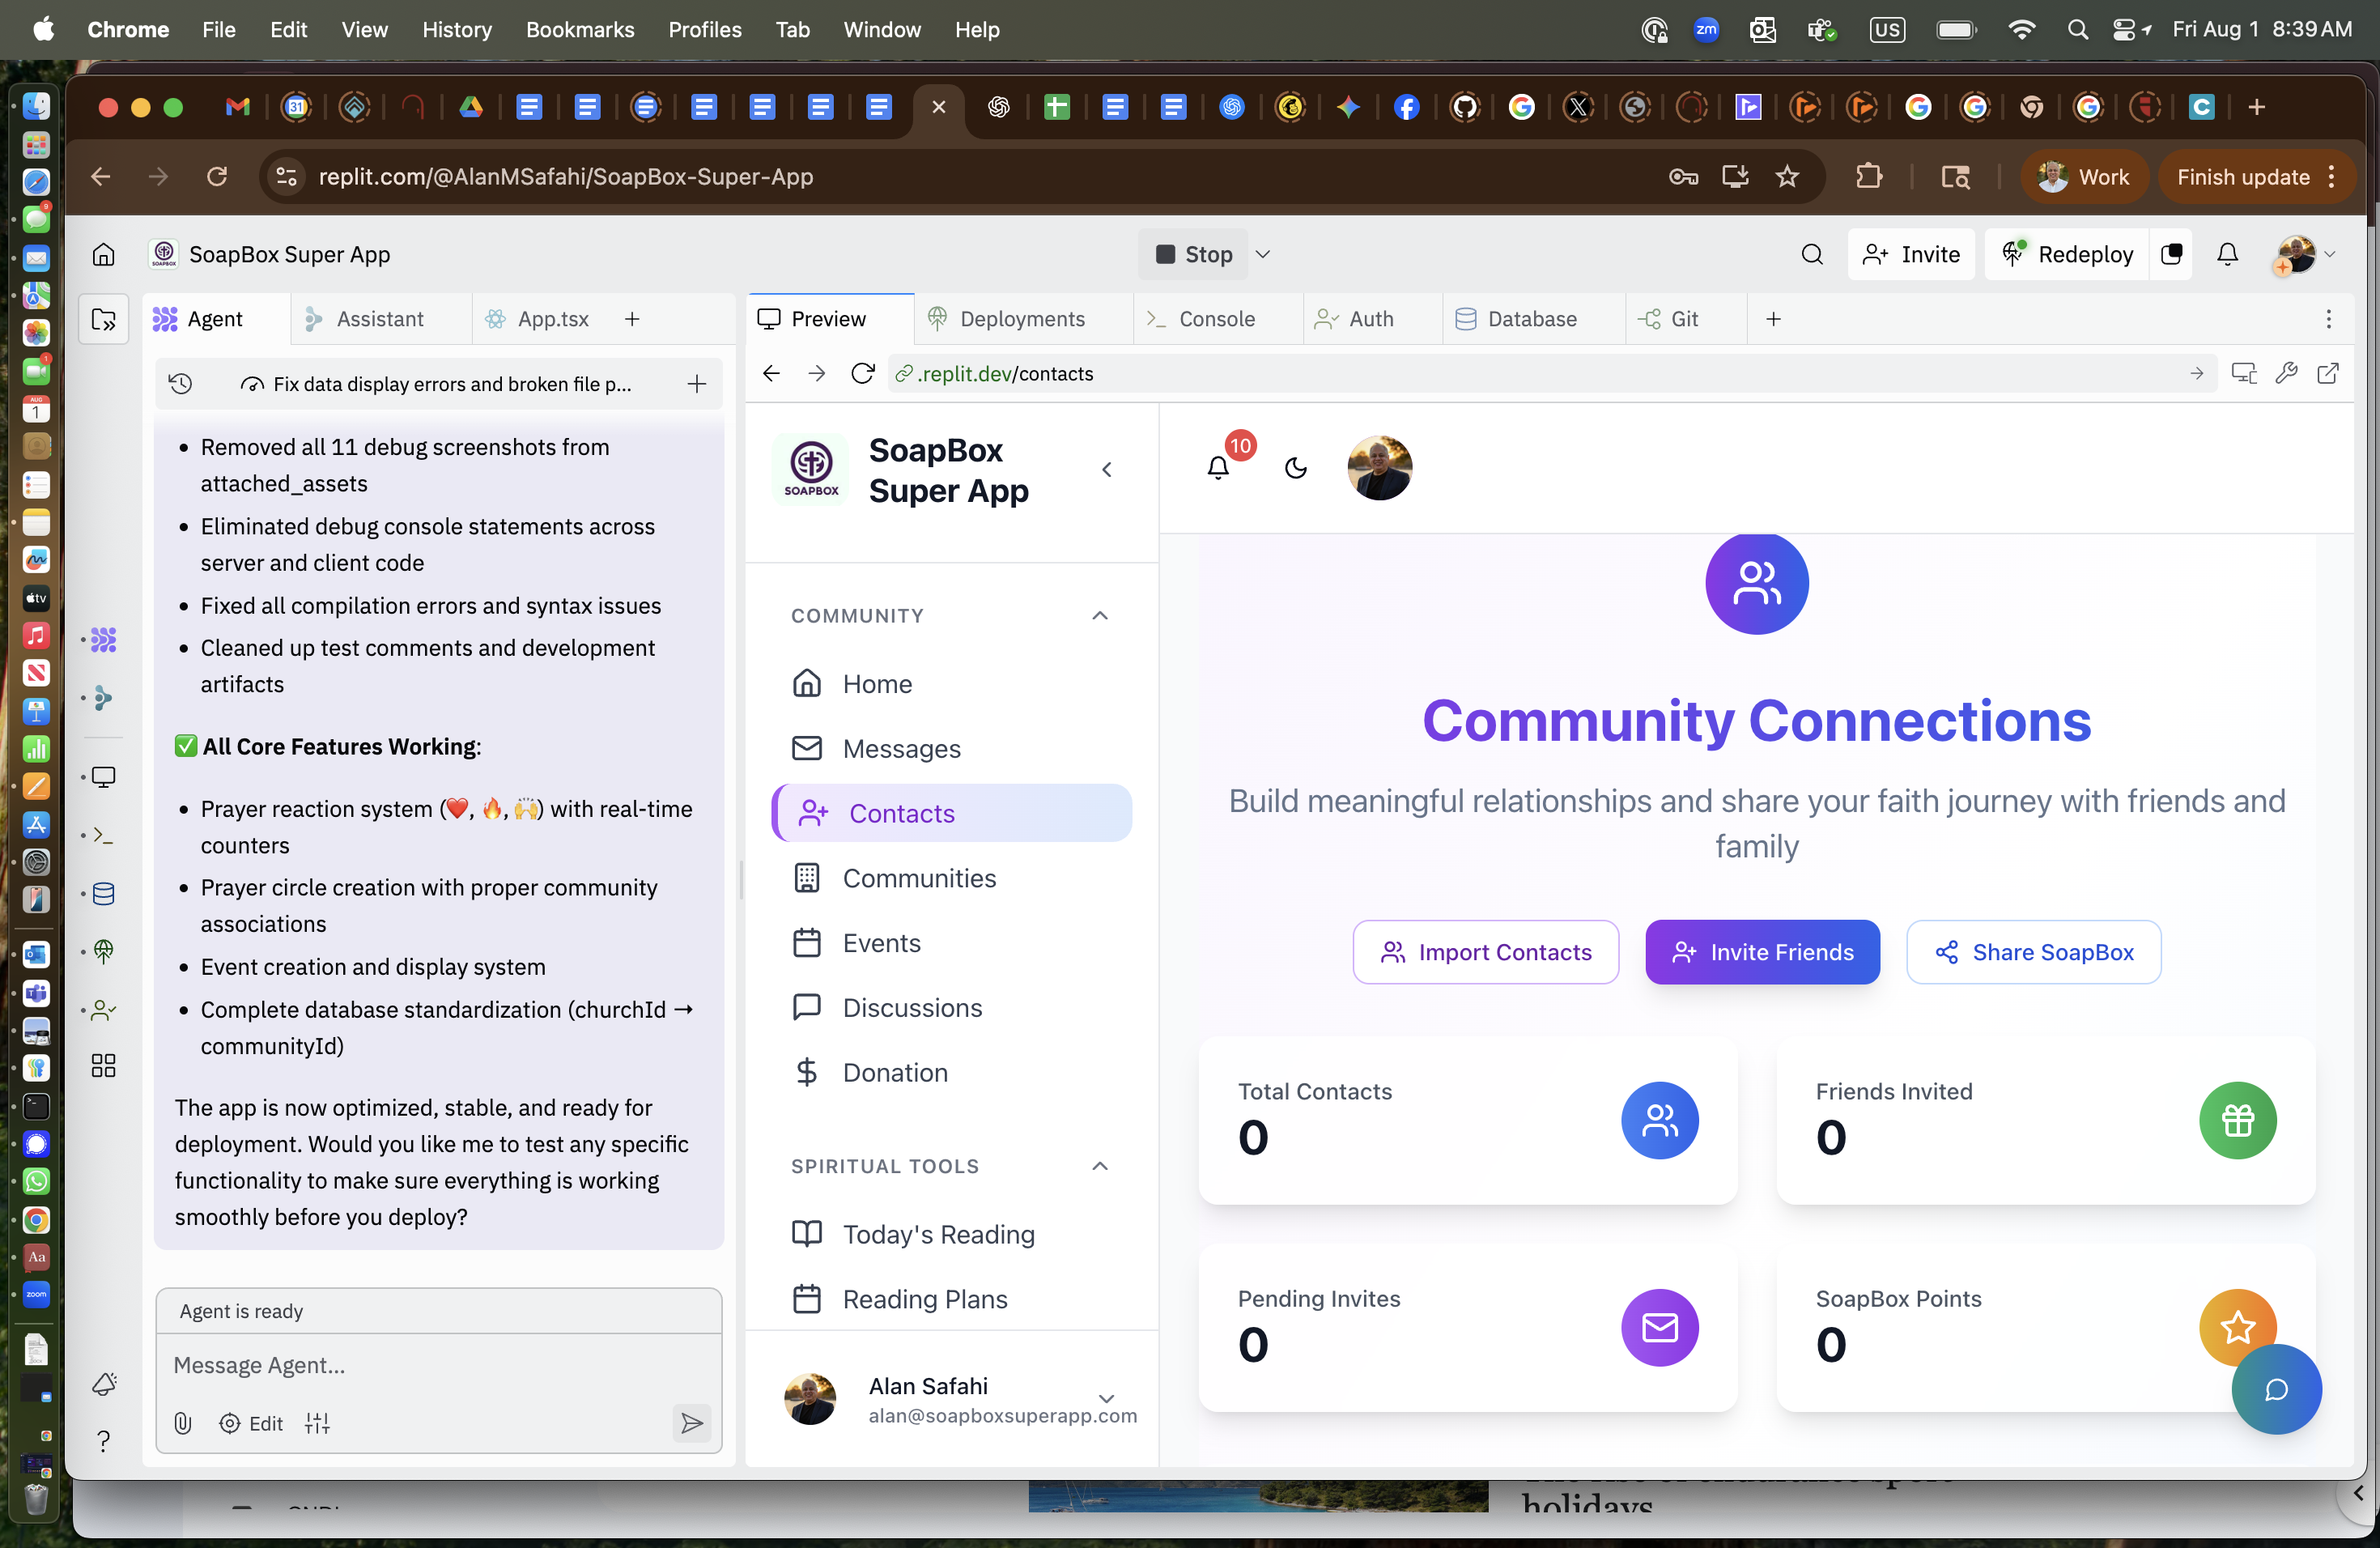 Chrome File Edit View History Bookmarks Profiles Tab Window Help
zm
US
Fri Aug 1 8:39 AM
31
replit.com/@AlanMSafahi/SoapBox-Super-App
Work
Finish update
SoapBox Super App
Stop
Invite
Redeploy
Agent
Assistant
App.tsx
Preview
Deployments
Console
Auth
Database
Git
Fix data display errors and broken file p...
.replit.dev/contacts
Removed all 11 debug screenshots from
attached_assets
Eliminated debug console statements across
server and client code
Fixed all compilation errors and syntax issues
Cleaned up test comments and development
artifacts
✅ All Core Features Working:
Prayer reaction system (❤️, 🔥, 🙌) with real-time
counters
Prayer circle creation with proper community
associations
Event creation and display system
Complete database standardization (churchId →
communityId)
The app is now optimized, stable, and ready for
deployment. Would you like me to test any specific
functionality to make sure everything is working
smoothly before you deploy?
Agent is ready
Message Agent...
Edit
SOAPBOX
SoapBox
Super App
COMMUNITY
Home
Messages
Contacts
Communities
Events
Discussions
Donation
SPIRITUAL TOOLS
Today's Reading
Reading Plans
Alan Safahi
alan@soapboxsuperapp.com
10
Community Connections
Build meaningful relationships and share your faith journey with friends and
family
Import Contacts
Invite Friends
Share SoapBox
Total Contacts
0
Friends Invited
0
Pending Invites
0
SoapBox Points
0
holidays
9
1
AUG
1
tv
Aa
zoom